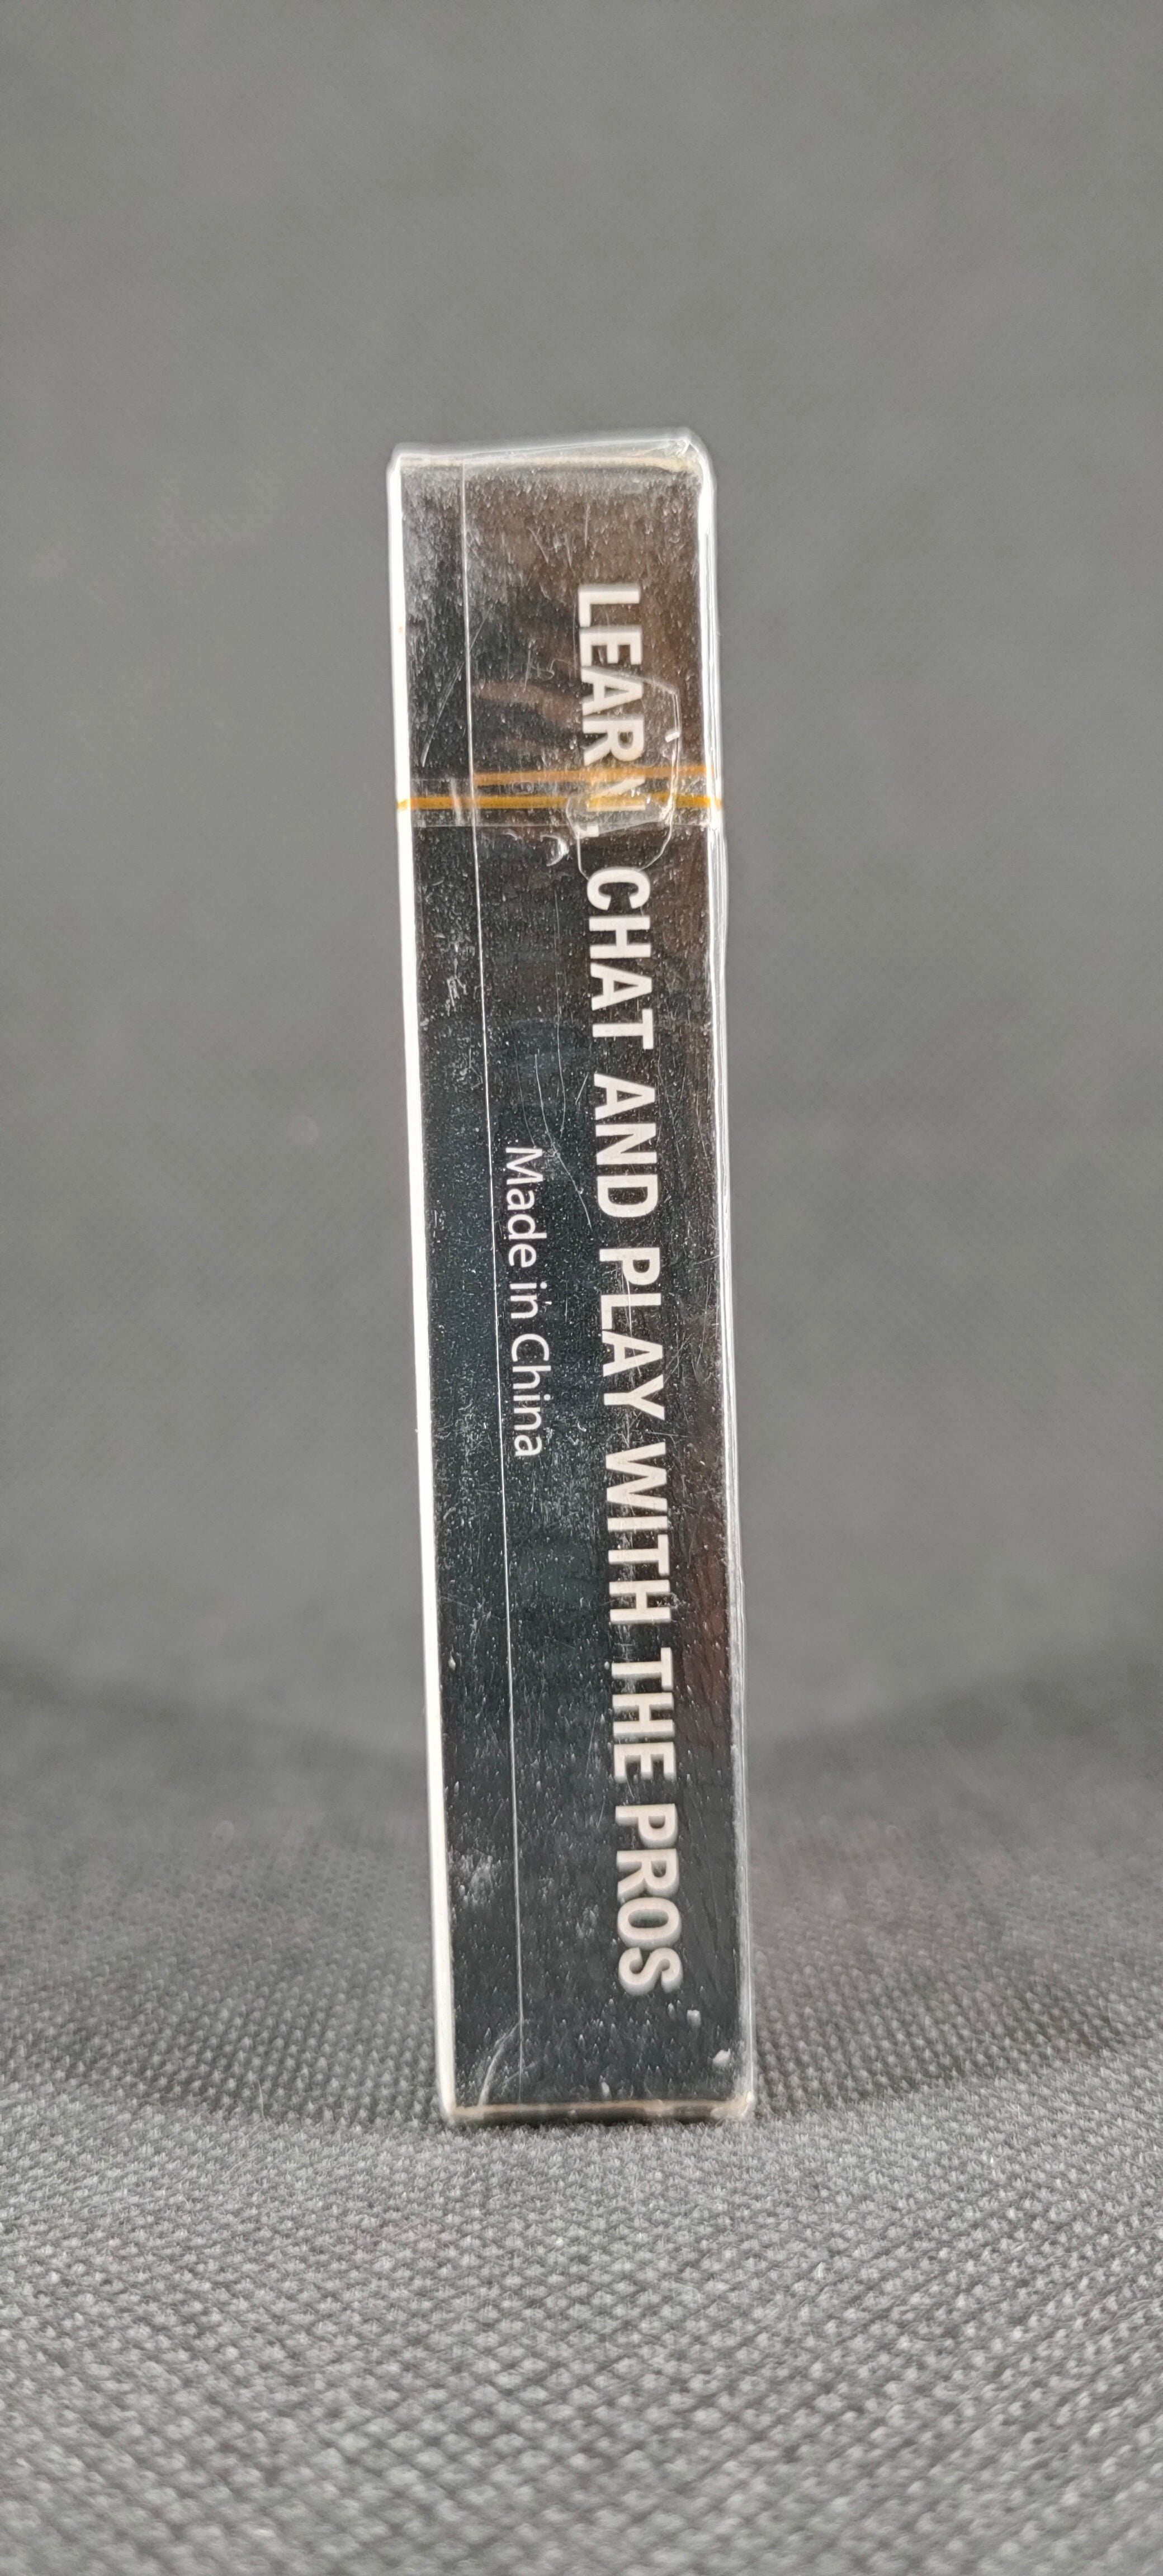 LEARN, CHAT AND PLAY WITH THE PROS
Made in China